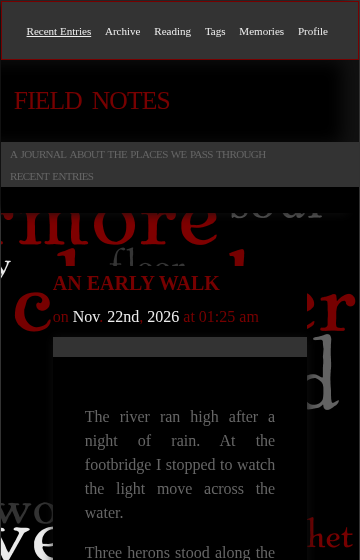 Recent Entries Archive Reading Tags Memories Profile
FIELD NOTES
A JOURNAL ABOUT THE PLACES WE PASS THROUGH
RECENT ENTRIES
more
soul
floor
AN EARLY WALK
on Nov. 22nd, 2026 at 01:25 am
The river ran high after a
night of rain. At the
footbridge I stopped to watch
the light move across the
water.
Three herons stood along the